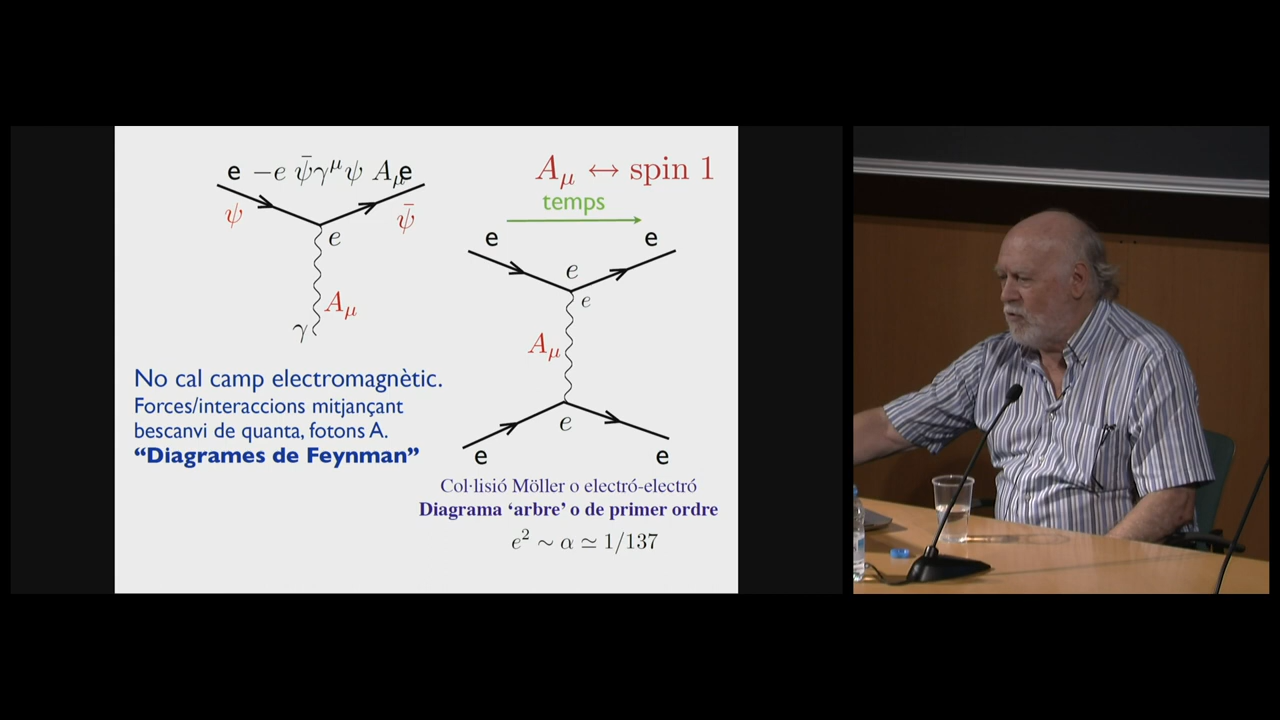 e −e ψ̄γ^μψ A_μ e
ψ
ψ̄
e
A_μ
γ
No cal camp electromagnètic.
Forces/interaccions mitjançant
bescanvi de quanta, fotons A.
“Diagrames de Feynman”
A_μ ↔ spin 1
temps
e
e
e
e
A_μ
e
e
e
Col·lisió Möller o electró-electró
Diagrama ‘arbre’ o de primer ordre
e² ∼ α ≃ 1/137